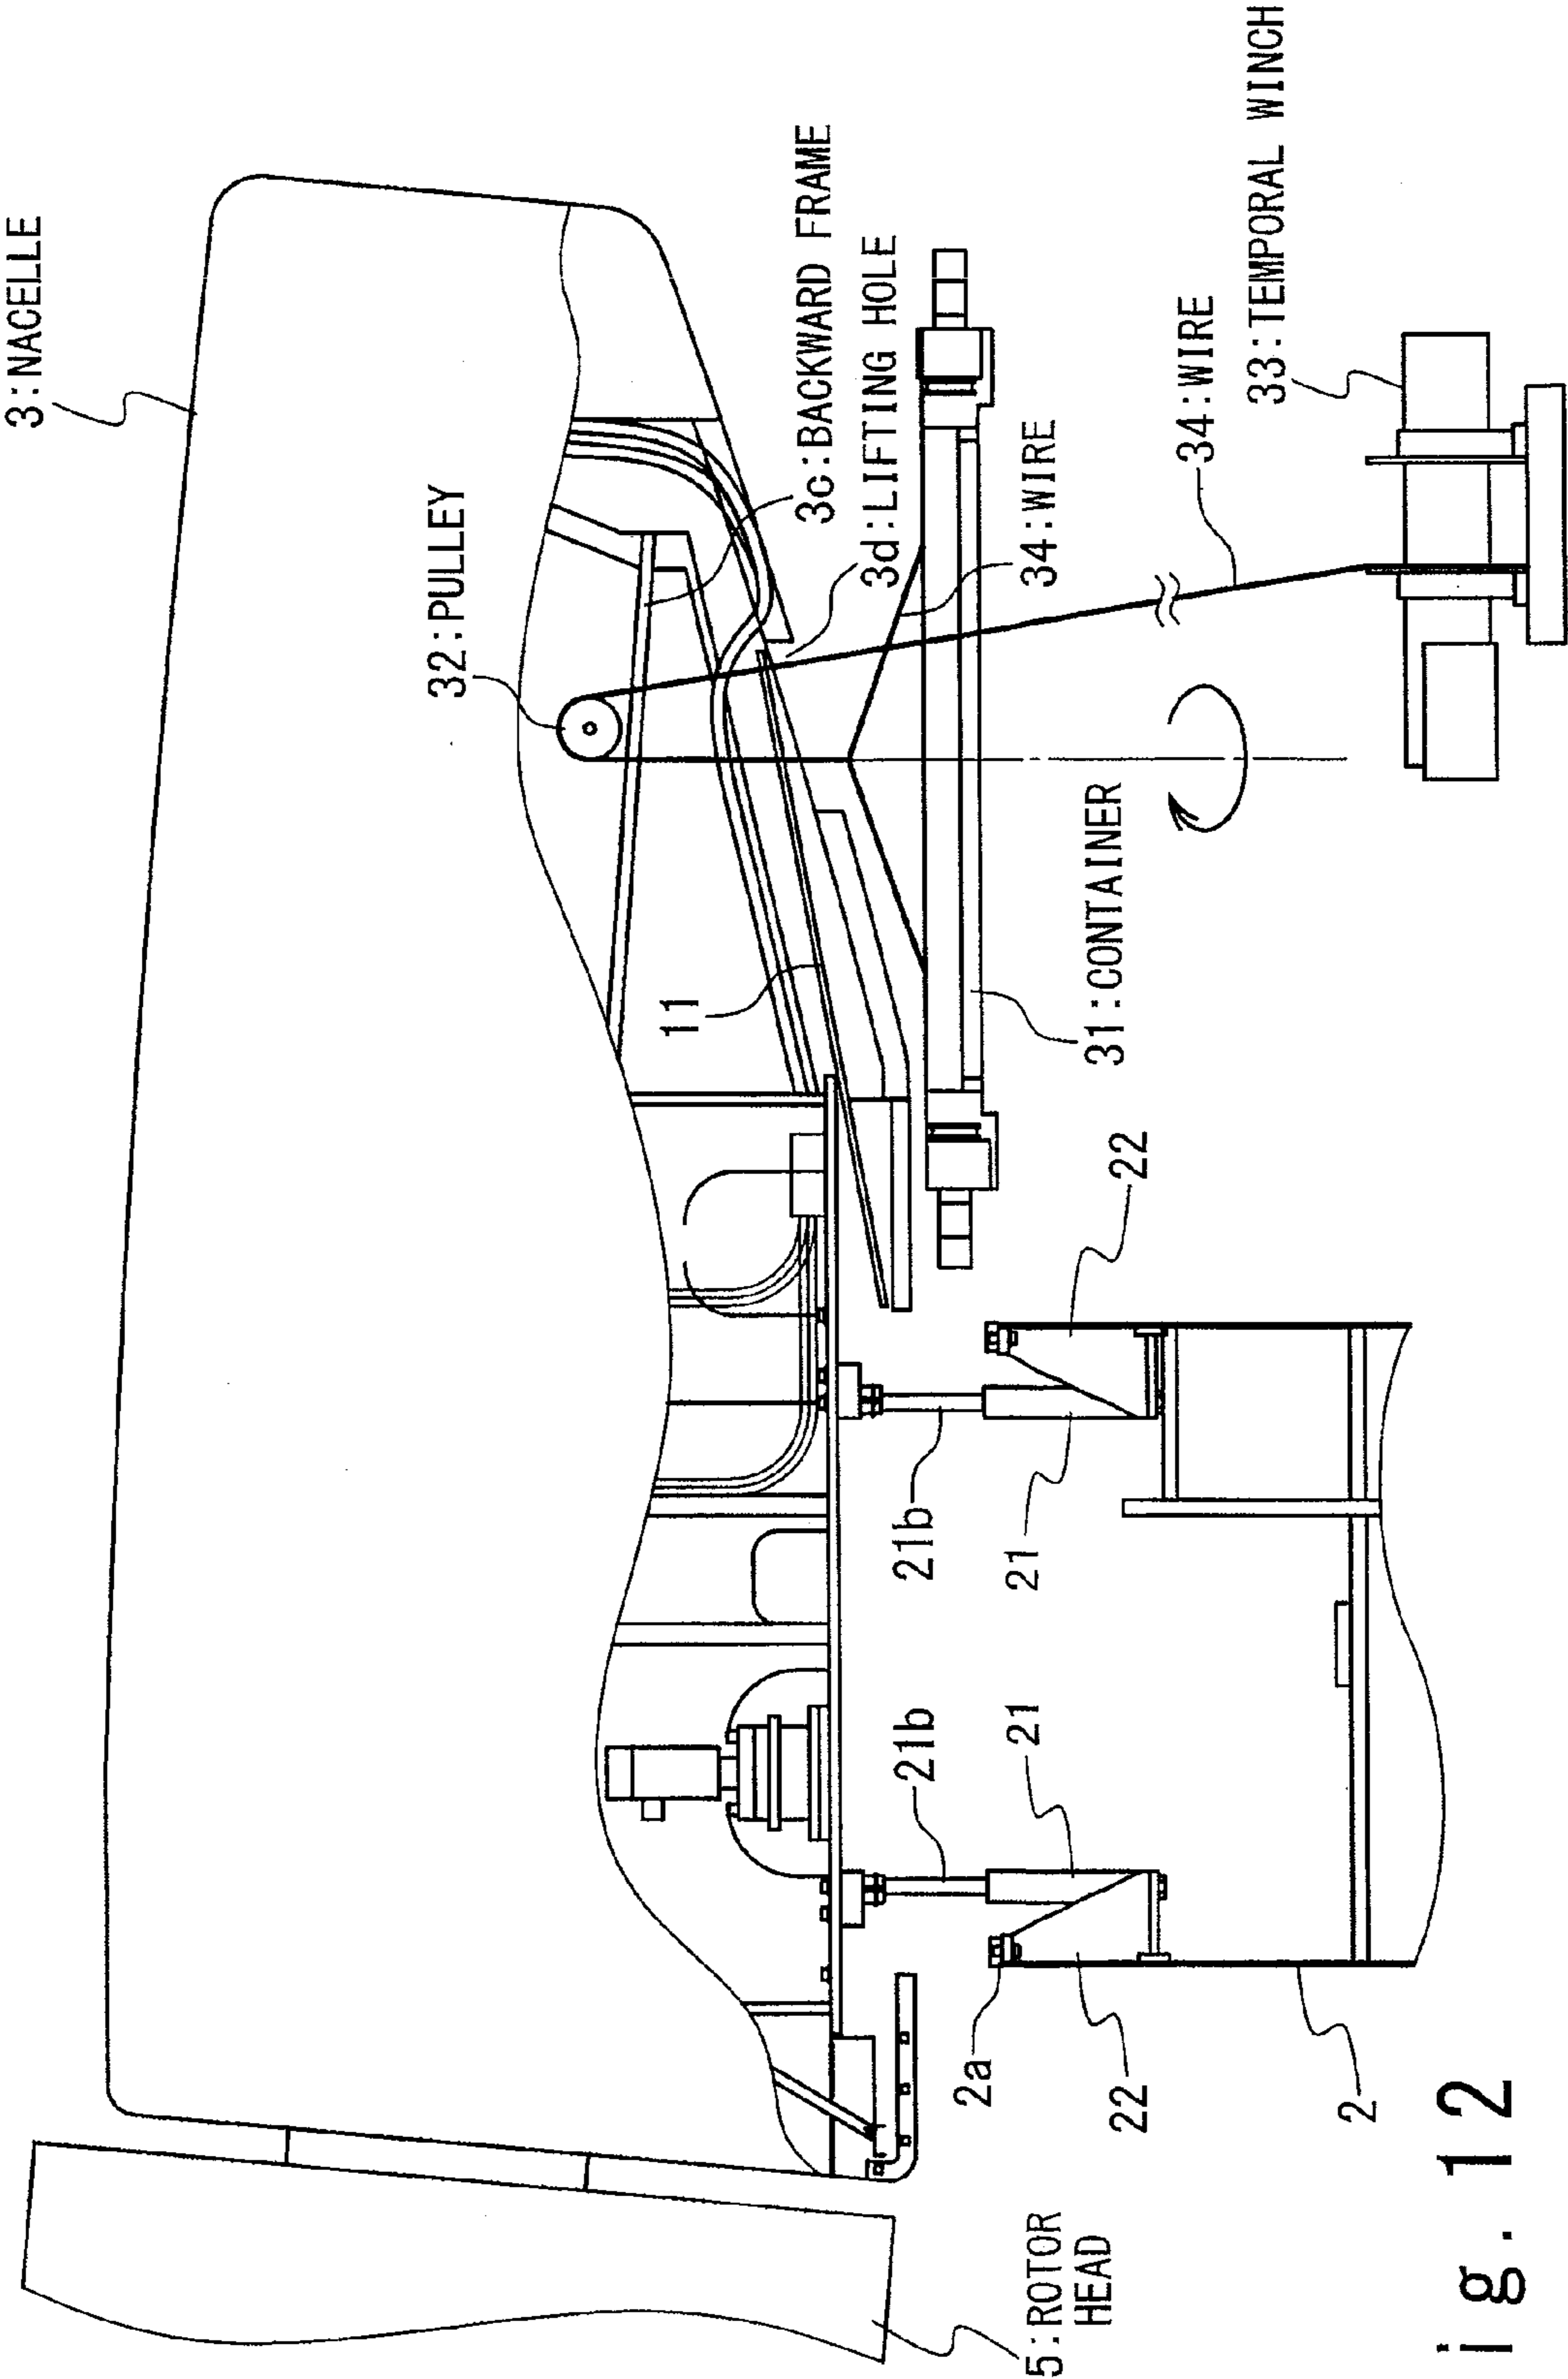 3:NACELLE
32:PULLEY
3c:BACKWARD FRAME
3d:LIFTING HOLE
34:WIRE
34:WIRE
33:TEMPORAL WINCH
11
31:CONTAINER
22
21b
21
21b
21
2a
22
2
5:ROTOR
HEAD
ig. 12